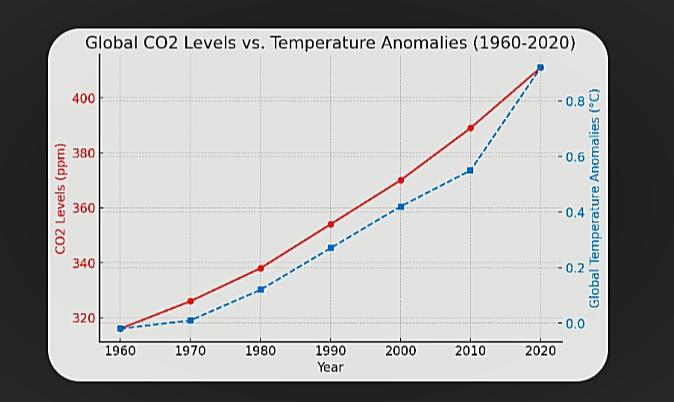 Global CO2 Levels vs. Temperature Anomalies (1960-2020)
CO2 Levels (ppm)
400
380
360
340
320
Global Temperature Anomalies (°C)
0.8
0.6
0.4
0.2
0.0
1960 1970 1980 1990 2000 2010 2020
Year